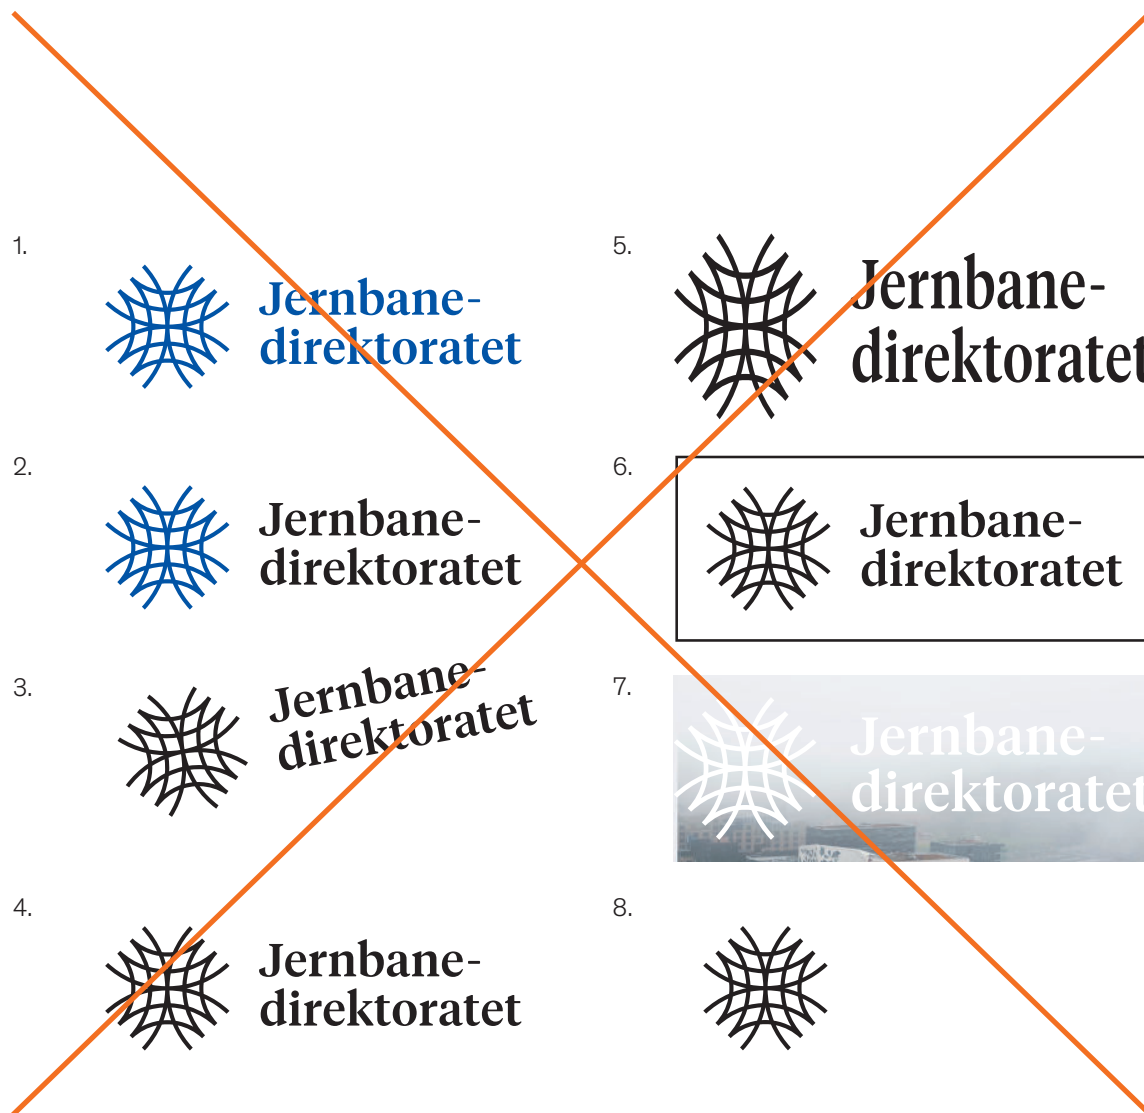 1.
Jernbane-
direktoratet
2.
Jernbane-
direktoratet
3.
Jernbane-
direktoratet
4.
Jernbane-
direktoratet
5.
Jernbane-
direktoratet
6.
Jernbane-
direktoratet
7.
Jernbane-
direktoratet
8.